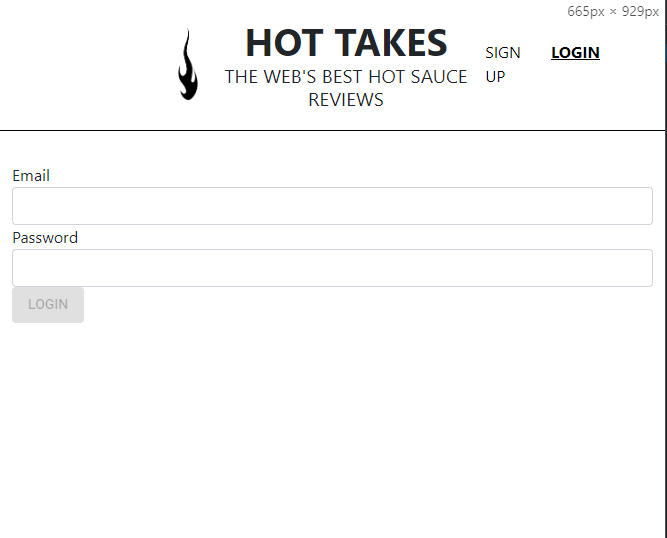 665px × 929px
HOT TAKES
THE WEB'S BEST HOT SAUCE
REVIEWS
SIGN
UP
LOGIN
Email
Password
LOGIN